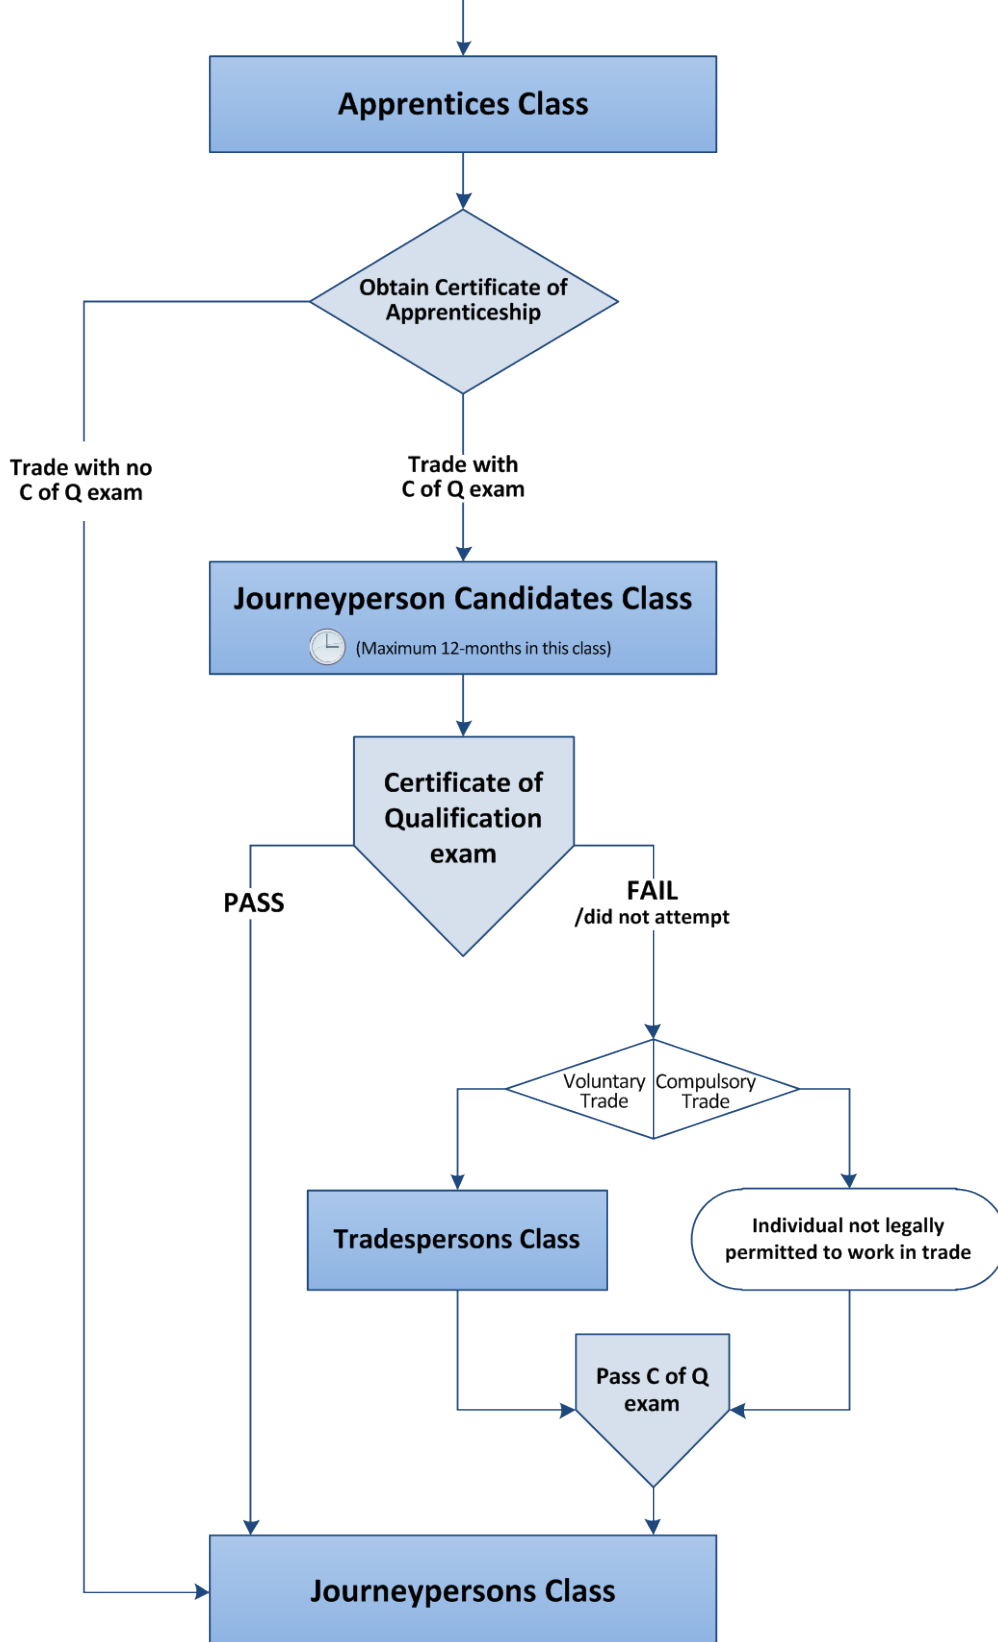 Apprentices Class
Obtain Certificate of
Apprenticeship
Trade with no
C of Q exam
Trade with
C of Q exam
Journeyperson Candidates Class
(Maximum 12-months in this class)
Certificate of
Qualification
exam
PASS
FAIL
/did not attempt
Voluntary
Trade
Compulsory
Trade
Tradespersons Class
Individual not legally
permitted to work in trade
Pass C of Q
exam
Journeypersons Class